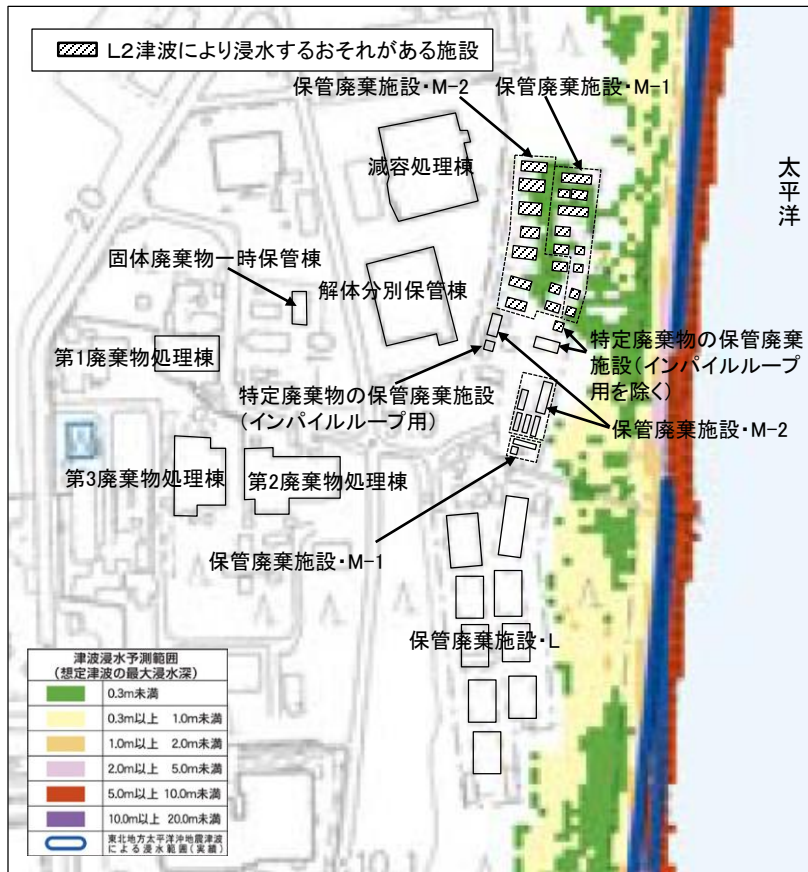 L2津波により浸水するおそれがある施設
保管廃棄施設・M-2
保管廃棄施設・M-1
減容処理棟
太平洋
20
固体廃棄物一時保管棟
解体分別保管棟
10
第1廃棄物処理棟
特定廃棄物の保管廃棄施設
(インパイルループ用)
特定廃棄物の保管廃棄
施設(インパイルループ
用を除く)
保管廃棄施設・M-2
第3廃棄物処理棟
第2廃棄物処理棟
保管廃棄施設・M-1
保管廃棄施設・L
津波浸水予測範囲
(想定津波の最大浸水深)
0.3m未満
0.3m以上 1.0m未満
1.0m以上 2.0m未満
2.0m以上 5.0m未満
5.0m以上 10.0m未満
10.0m以上 20.0m未満
東北地方太平洋沖地震津波
による浸水範囲(実績)
10.1